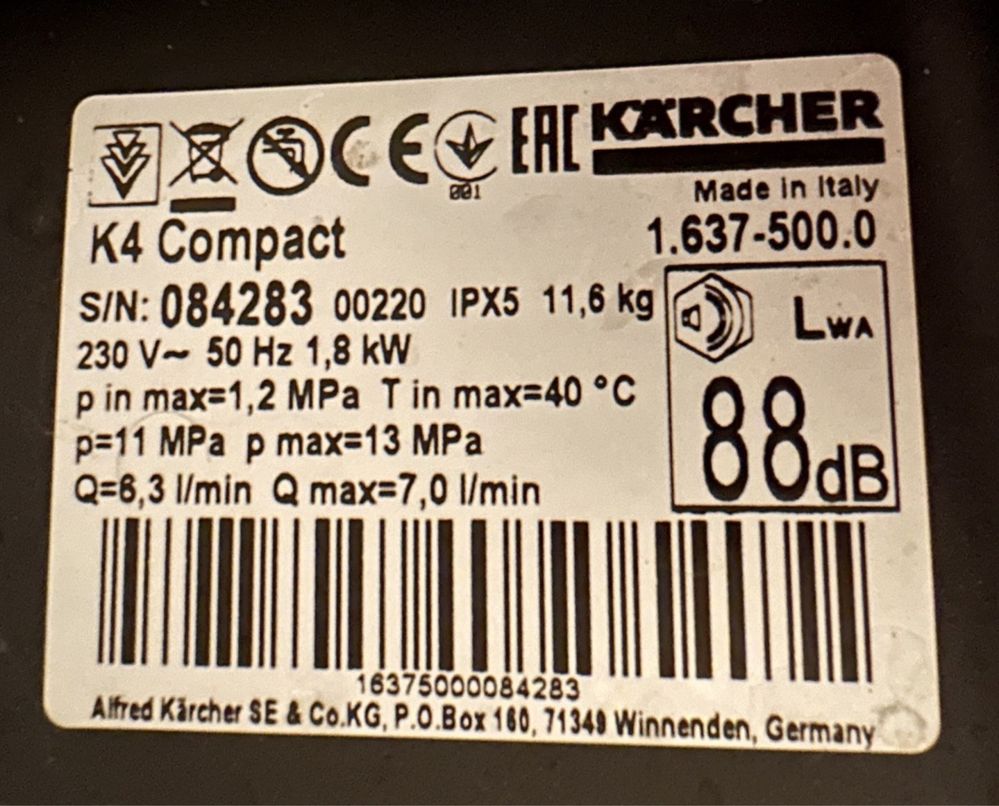 CE 001 EAC KÄRCHER
Made in Italy
K4 Compact 1.637-500.0
S/N: 084283 00220 IPX5 11,6 kg
230 V~ 50 Hz 1,8 kW
p in max=1,2 MPa T in max=40 °C
p=11 MPa p max=13 MPa
Q=6,3 l/min Q max=7,0 l/min
LWA
88dB
16375000084283
Alfred Kärcher SE & Co.KG, P.O.Box 160, 71349 Winnenden, Germany